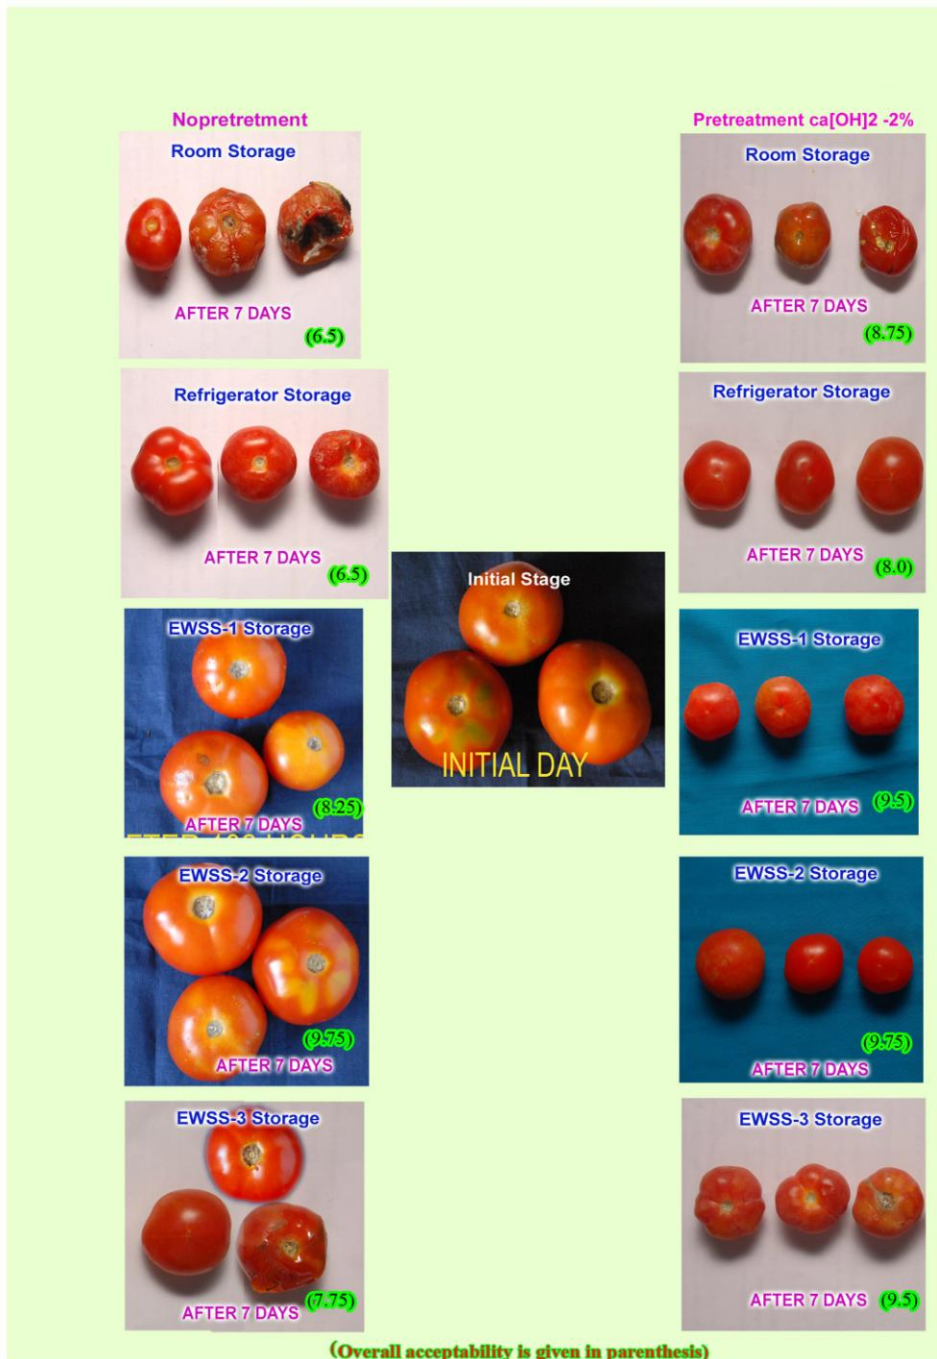 Nopretretment
Room Storage
AFTER 7 DAYS
(6.5)
Refrigerator Storage
AFTER 7 DAYS
(6.5)
EWSS-1 Storage
(8.25)
AFTER 7 DAYS
EWSS-2 Storage
(9.75)
AFTER 7 DAYS
EWSS-3 Storage
(7.75)
AFTER 7 DAYS
Initial Stage
INITIAL DAY
Pretreatment ca[OH]2 -2%
Room Storage
AFTER 7 DAYS
(8.75)
Refrigerator Storage
AFTER 7 DAYS
(8.0)
EWSS-1 Storage
(9.5)
AFTER 7 DAYS
EWSS-2 Storage
(9.75)
AFTER 7 DAYS
EWSS-3 Storage
AFTER 7 DAYS (9.5)
(Overall acceptability is given in parenthesis)